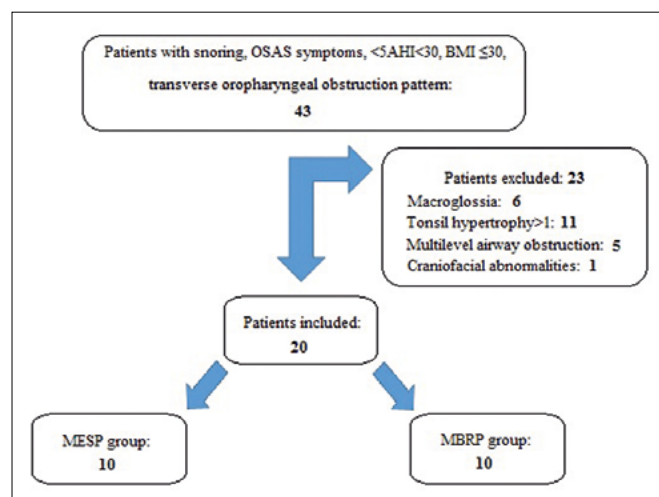 Patients with snoring, OSAS symptoms, <5AHI<30, BMI ≤30,
transverse oropharyngeal obstruction pattern:
43
Patients excluded: 23
Macroglossia: 6
Tonsil hypertrophy>1: 11
Multilevel airway obstruction: 5
Craniofacial abnormalities: 1
Patients included:
20
MESP group:
10
MBRP group:
10